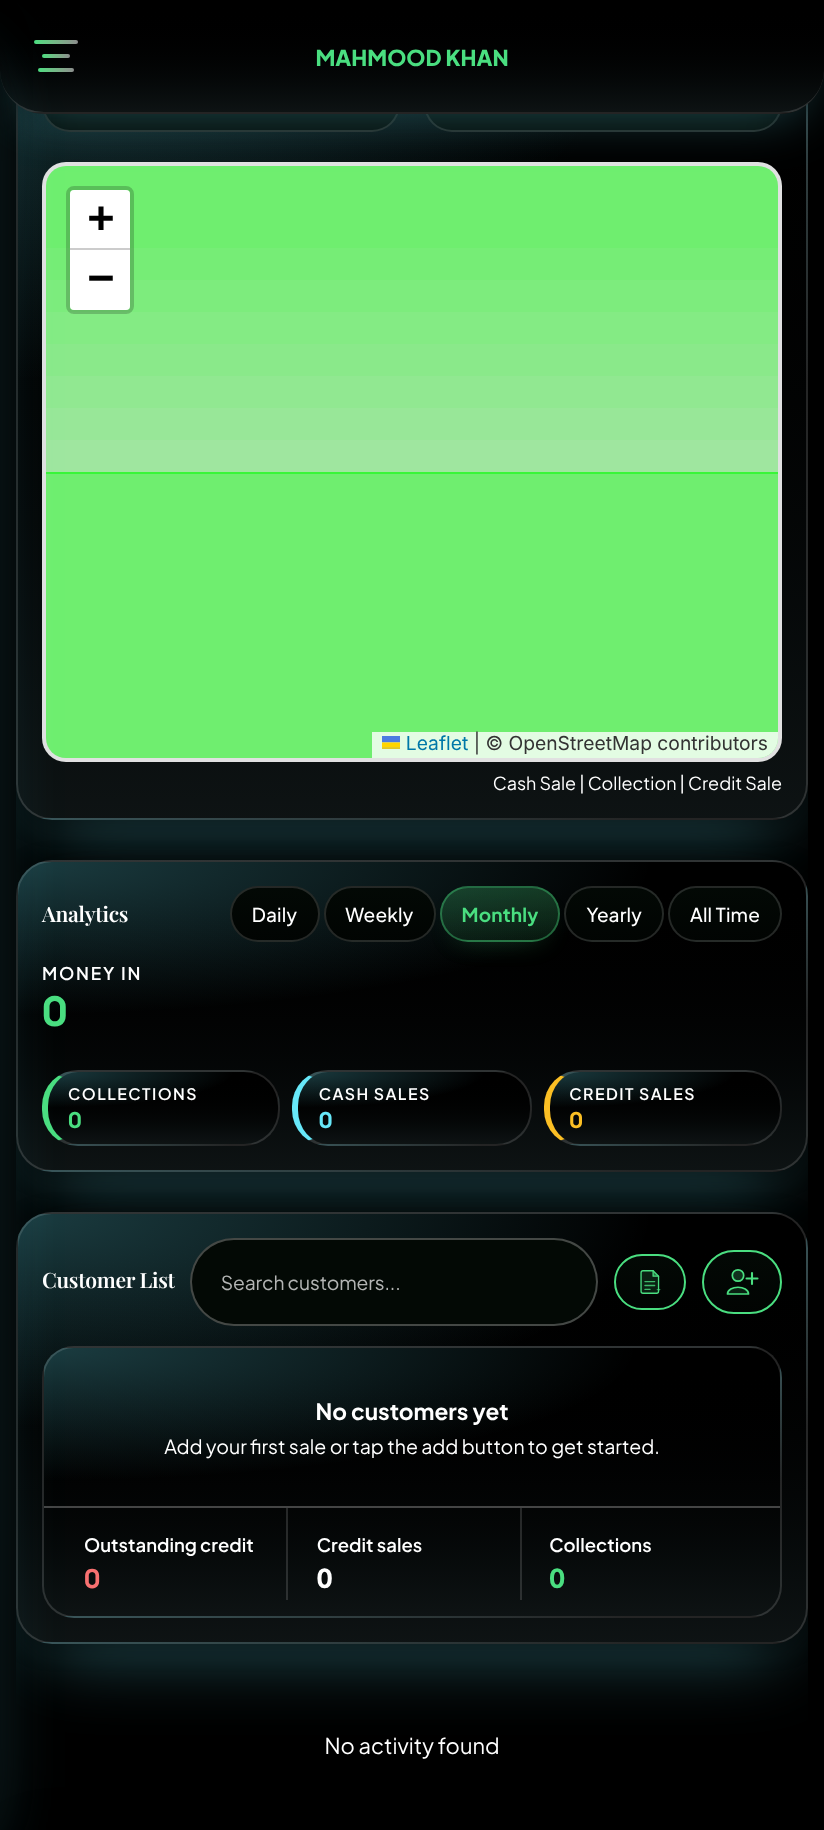 MAHMOOD KHAN
+
−
Leaflet | © OpenStreetMap contributors
Cash Sale | Collection | Credit Sale
Analytics
Daily
Weekly
Monthly
Yearly
All Time
MONEY IN
0
COLLECTIONS
0
CASH SALES
0
CREDIT SALES
0
Customer List
Search customers...
No customers yet
Add your first sale or tap the add button to get started.
Outstanding credit
0
Credit sales
0
Collections
0
No activity found